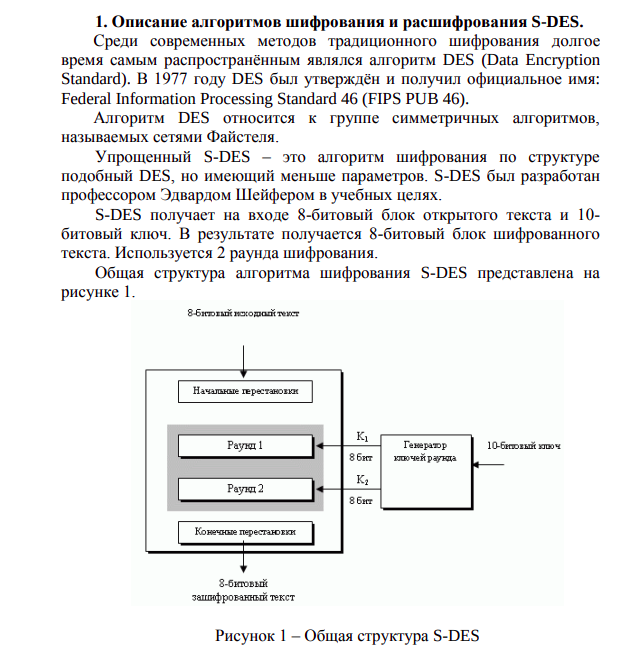 1. Описание алгоритмов шифрования и расшифрования S-DES.
Среди современных методов традиционного шифрования долгое
время самым распространённым являлся алгоритм DES (Data Encryption
Standard). В 1977 году DES был утверждён и получил официальное имя:
Federal Information Processing Standard 46 (FIPS PUB 46).
Алгоритм DES относится к группе симметричных алгоритмов,
называемых сетями Файстеля.
Упрощенный S-DES – это алгоритм шифрования по структуре
подобный DES, но имеющий меньше параметров. S-DES был разработан
профессором Эдвардом Шейфером в учебных целях.
S-DES получает на входе 8-битовый блок открытого текста и 10-
битовый ключ. В результате получается 8-битовый блок шифрованного
текста. Используется 2 раунда шифрования.
Общая структура алгоритма шифрования S-DES представлена на
рисунке 1.
8-битовый исходный текст
Начальные перестановки
Раунд 1
K₁
8 бит
Генератор
ключей раунда
10-битовый ключ
Раунд 2
K₂
8 бит
Конечные перестановки
8-битовый
зашифрованный текст
Рисунок 1 – Общая структура S-DES